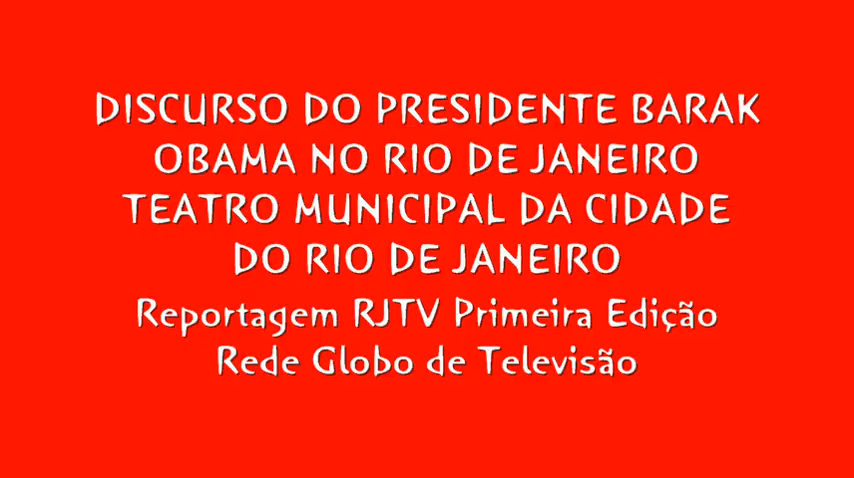 DISCURSO DO PRESIDENTE BARAK
OBAMA NO RIO DE JANEIRO
TEATRO MUNICIPAL DA CIDADE
DO RIO DE JANEIRO
Reportagem RJTV Primeira Edição
Rede Globo de Televisão